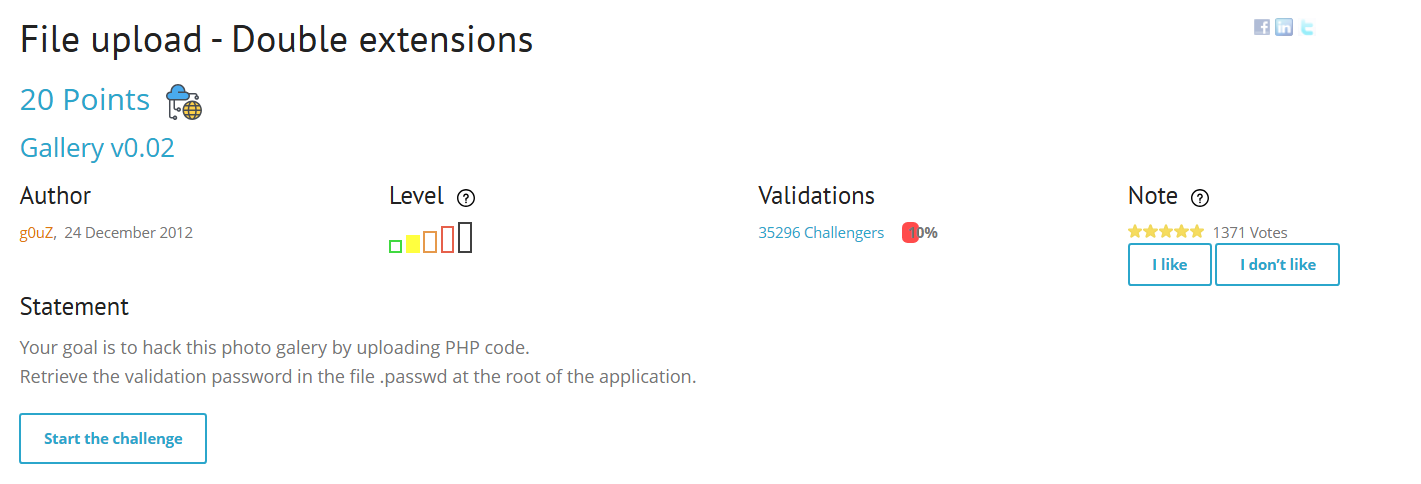 File upload - Double extensions
20 Points
Gallery v0.02
Author
g0uZ, 24 December 2012
Level ?
Validations
35296 Challengers 10%
Note ?
1371 Votes
I like I don't like
Statement
Your goal is to hack this photo galery by uploading PHP code.
Retrieve the validation password in the file .passwd at the root of the application.
Start the challenge